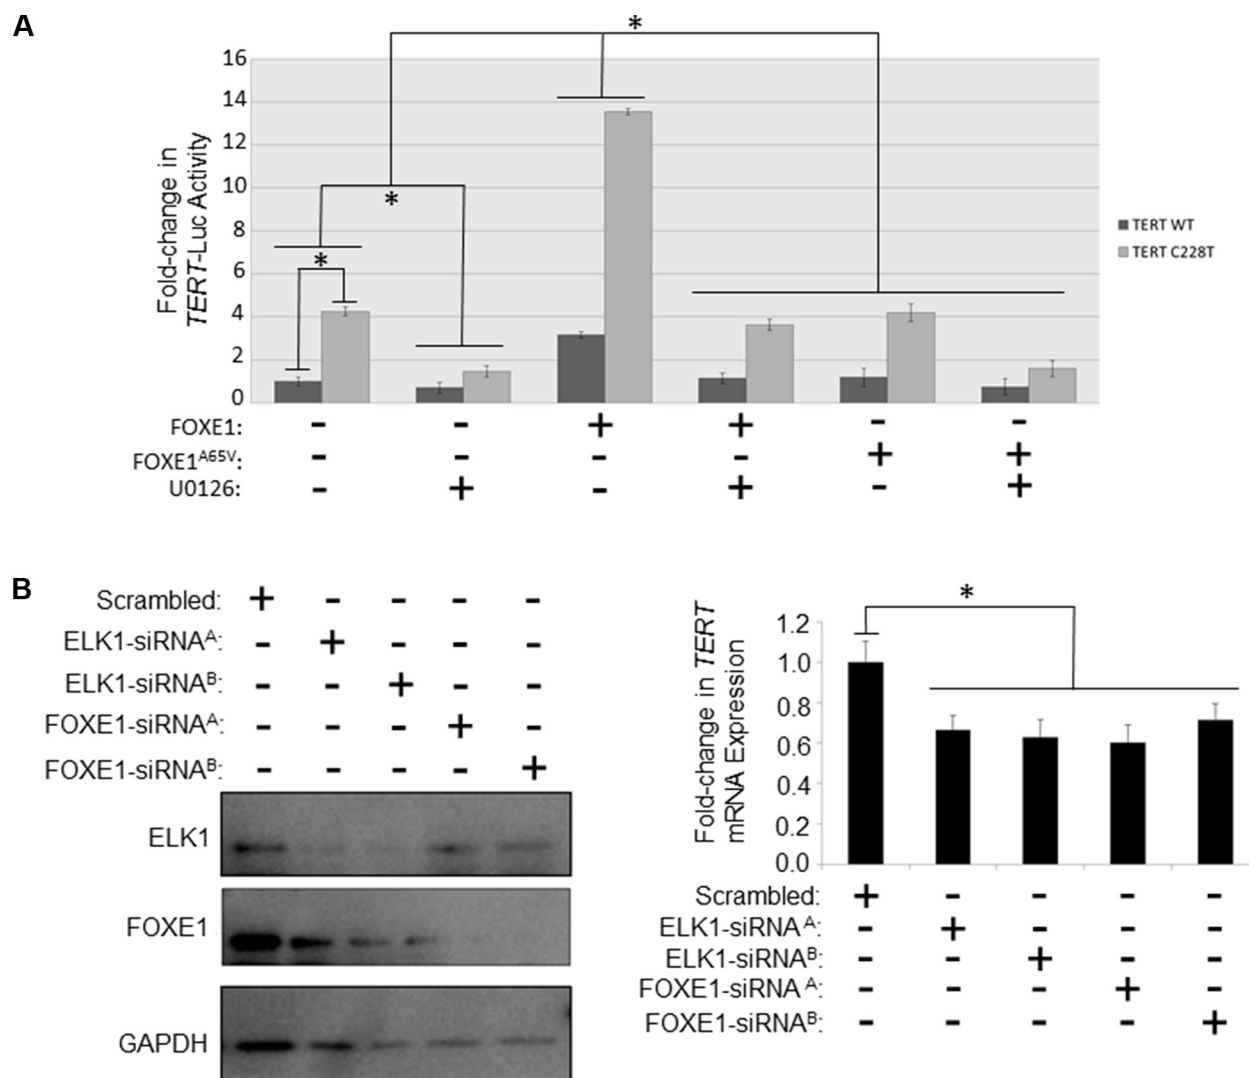 A
*
16
14
12
10
8
6
4
2
0
Fold-change in
TERT-Luc Activity
*
*
TERT WT
TERT C228T
FOXE1: - - + + - -
FOXE1A65V: - - - - + +
U0126: - + - + - +
B
Scrambled: + - - - -
ELK1-siRNAA: - + - - -
ELK1-siRNAB: - - + - -
FOXE1-siRNAA: - - - + -
FOXE1-siRNAB: - - - - +
ELK1
FOXE1
GAPDH
*
Fold-change in TERT
mRNA Expression
1.2
1.0
0.8
0.6
0.4
0.2
0.0
Scrambled: + - - - -
ELK1-siRNA A: - + - - -
ELK1-siRNAB: - - + - -
FOXE1-siRNA A: - - - + -
FOXE1-siRNAB: - - - - +